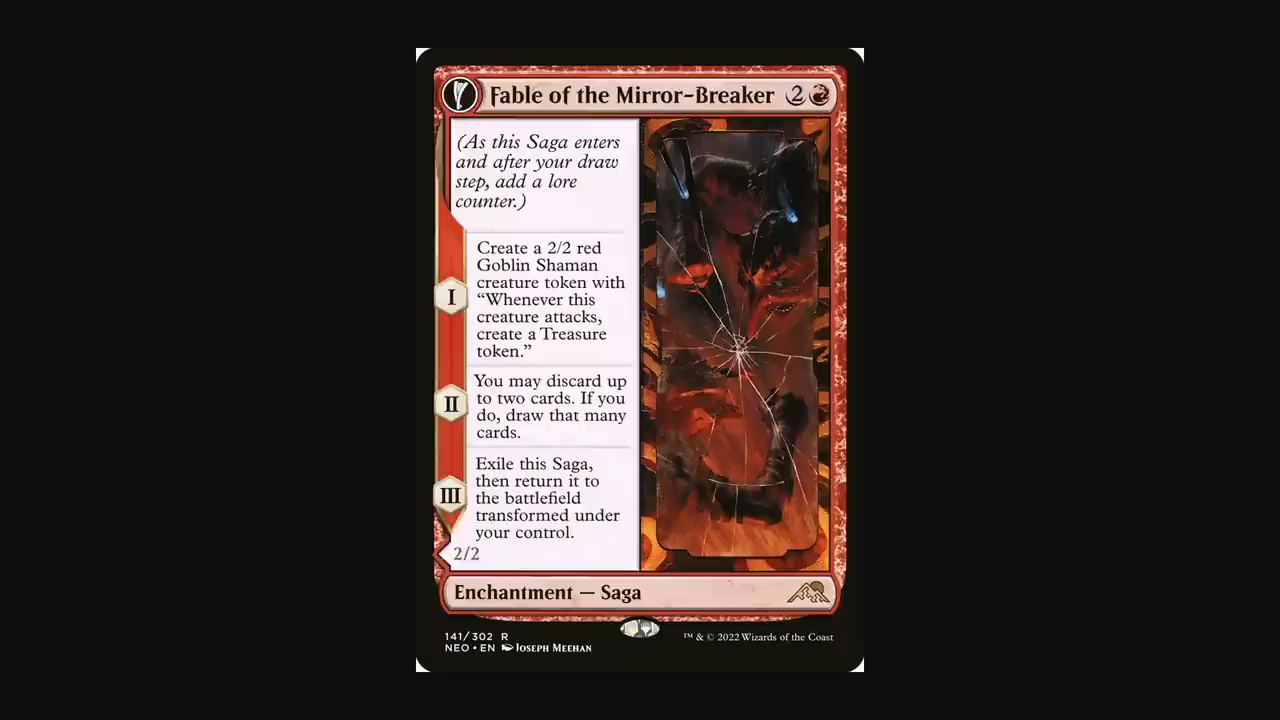 Fable of the Mirror-Breaker 2
(As this Saga enters
and after your draw
step, add a lore
counter.)
I
Create a 2/2 red
Goblin Shaman
creature token with
“Whenever this
creature attacks,
create a Treasure
token.”
II
You may discard up
to two cards. If you
do, draw that many
cards.
III
Exile this Saga,
then return it to
the battlefield
transformed under
your control.
2/2
Enchantment — Saga
141/302 R
NEO • EN Joseph Meehan
™ & © 2022 Wizards of the Coast